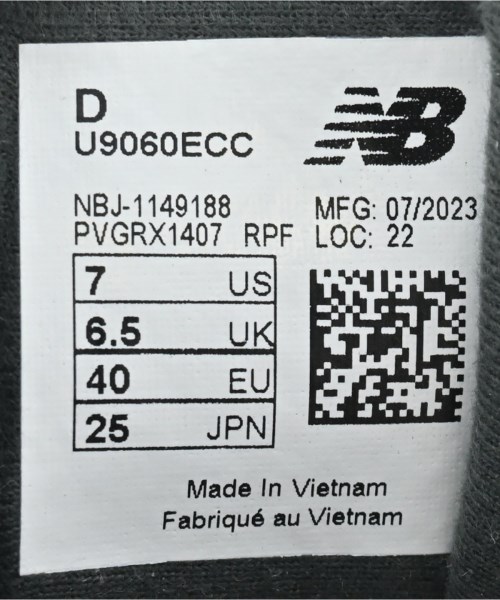 D
U9060ECC
NB
NBJ-1149188
MFG: 07/2023
PVGRX1407 RPF
LOC: 22
7 US
6.5 UK
40 EU
25 JPN
Made In Vietnam
Fabriqué au Vietnam